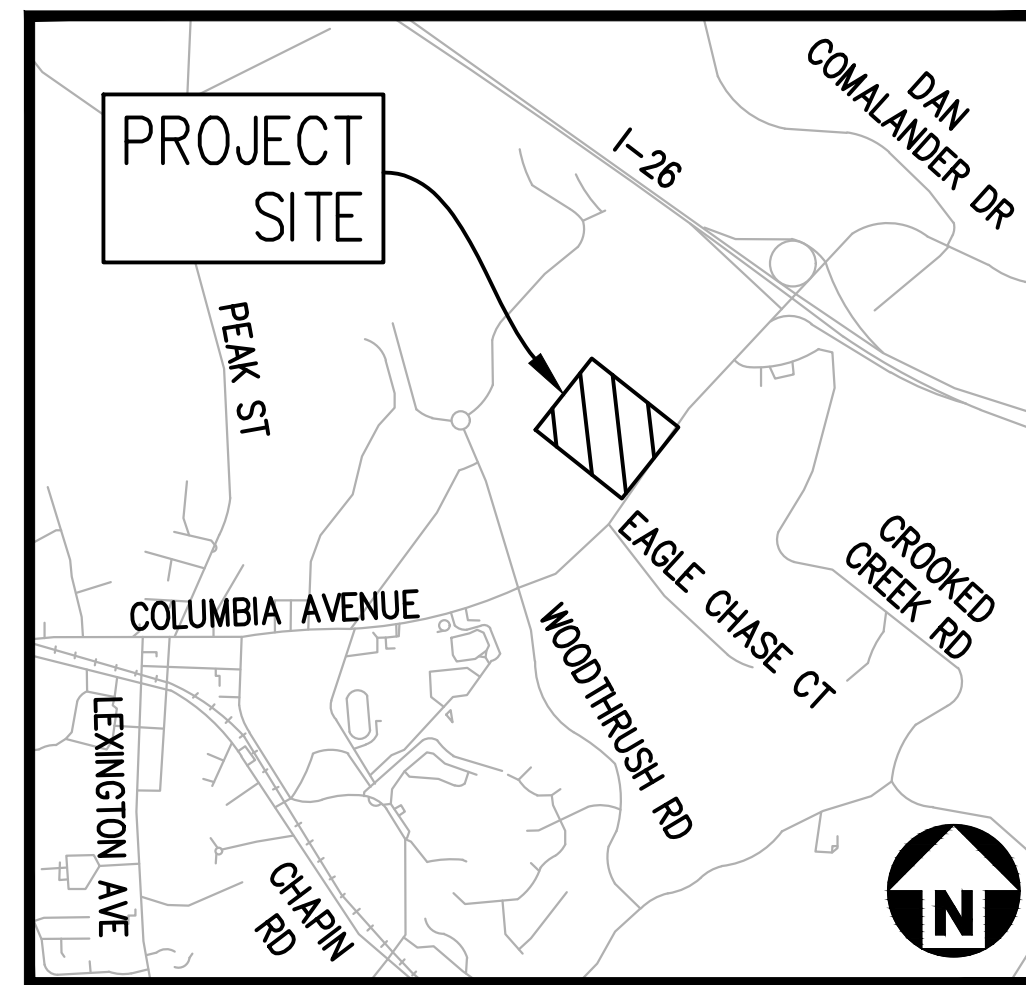 PROJECT
SITE
I-26
DAN
COMALANDER DR
PEAK ST
EAGLE CHASE CT
CROOKED
CREEK RD
COLUMBIA AVENUE
WOODTHRUSH RD
LEXINGTON AVE
CHAPIN
RD
N